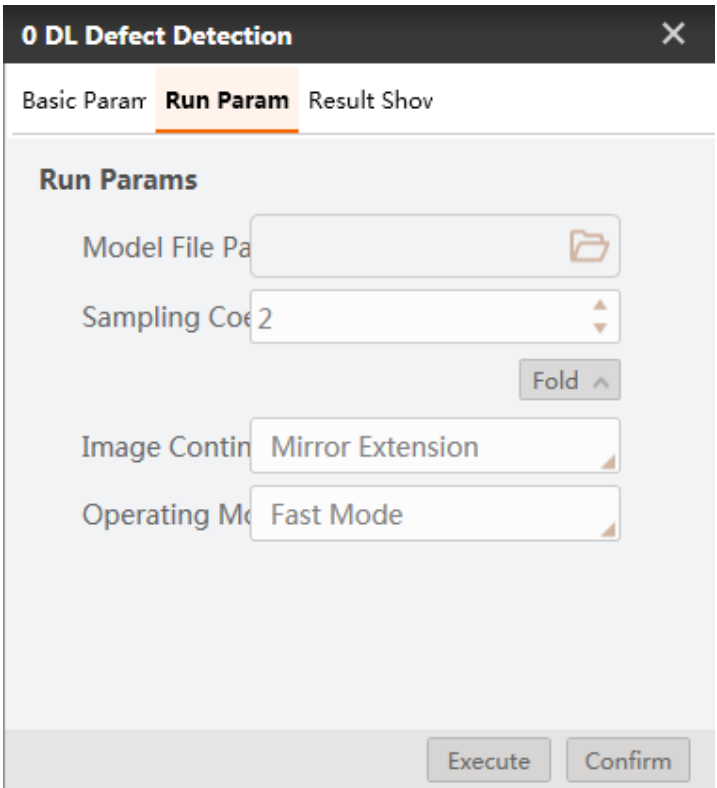 0 DL Defect Detection
Basic Param Run Param Result Shov
Run Params
Model File Pa
Sampling Coe 2
Fold
Image Contin Mirror Extension
Operating Mo Fast Mode
Execute Confirm